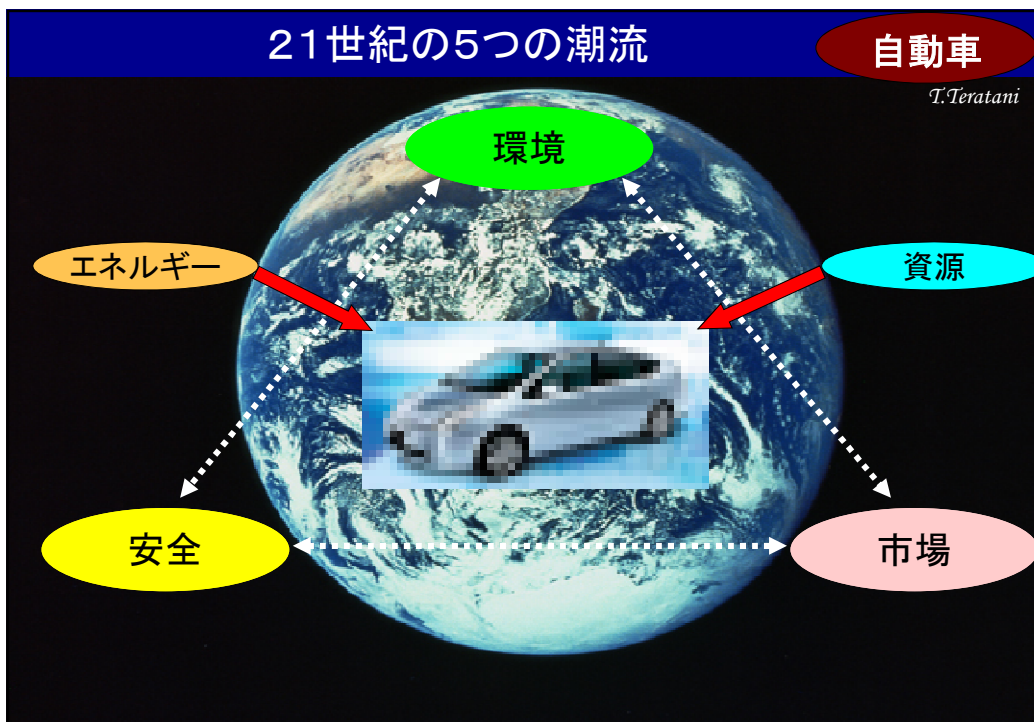 21世紀の5つの潮流
自動車
T.Teratani
環境
エネルギー
資源
安全
市場